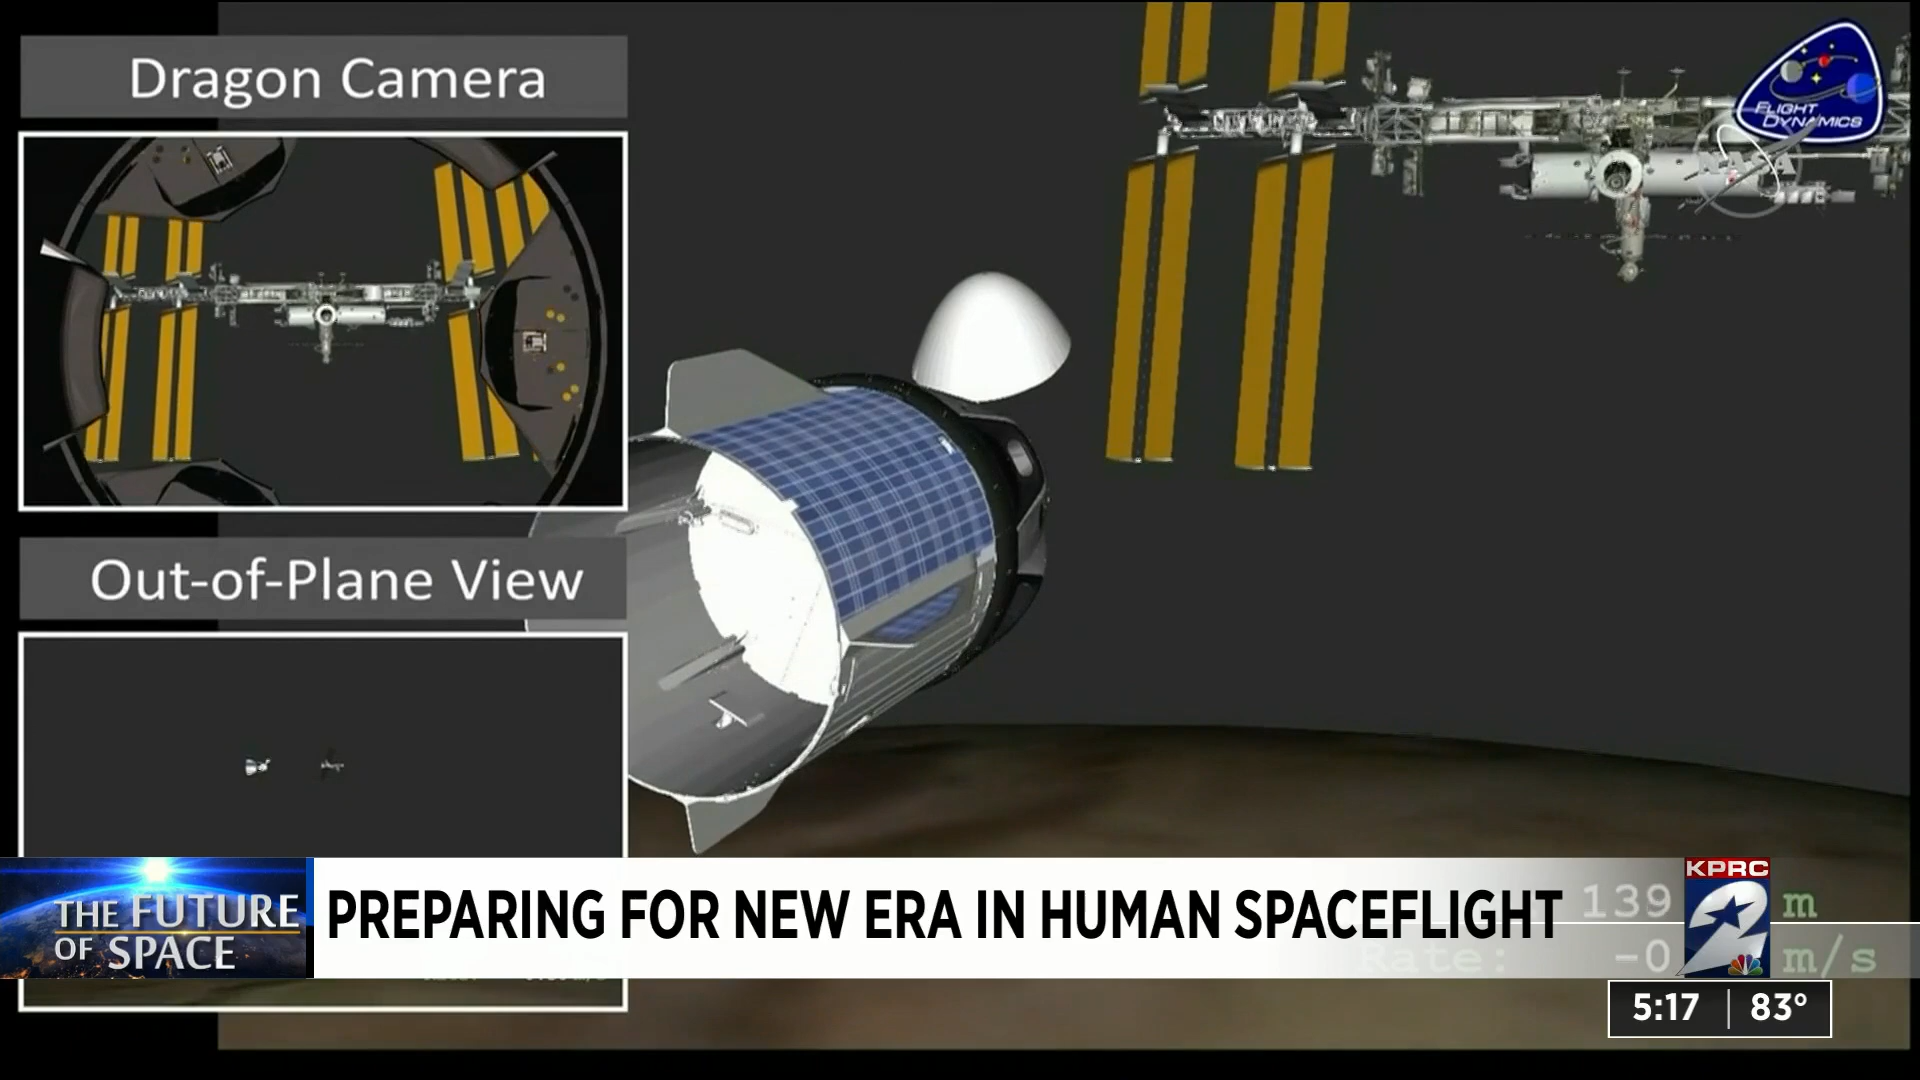 Dragon Camera
FLIGHT
DYNAMICS
NASA
Out-of-Plane View
THE FUTURE
OF SPACE
PREPARING FOR NEW ERA IN HUMAN SPACEFLIGHT
KPRC
2
139 m
Rate: -0 m/s
5:17 83°